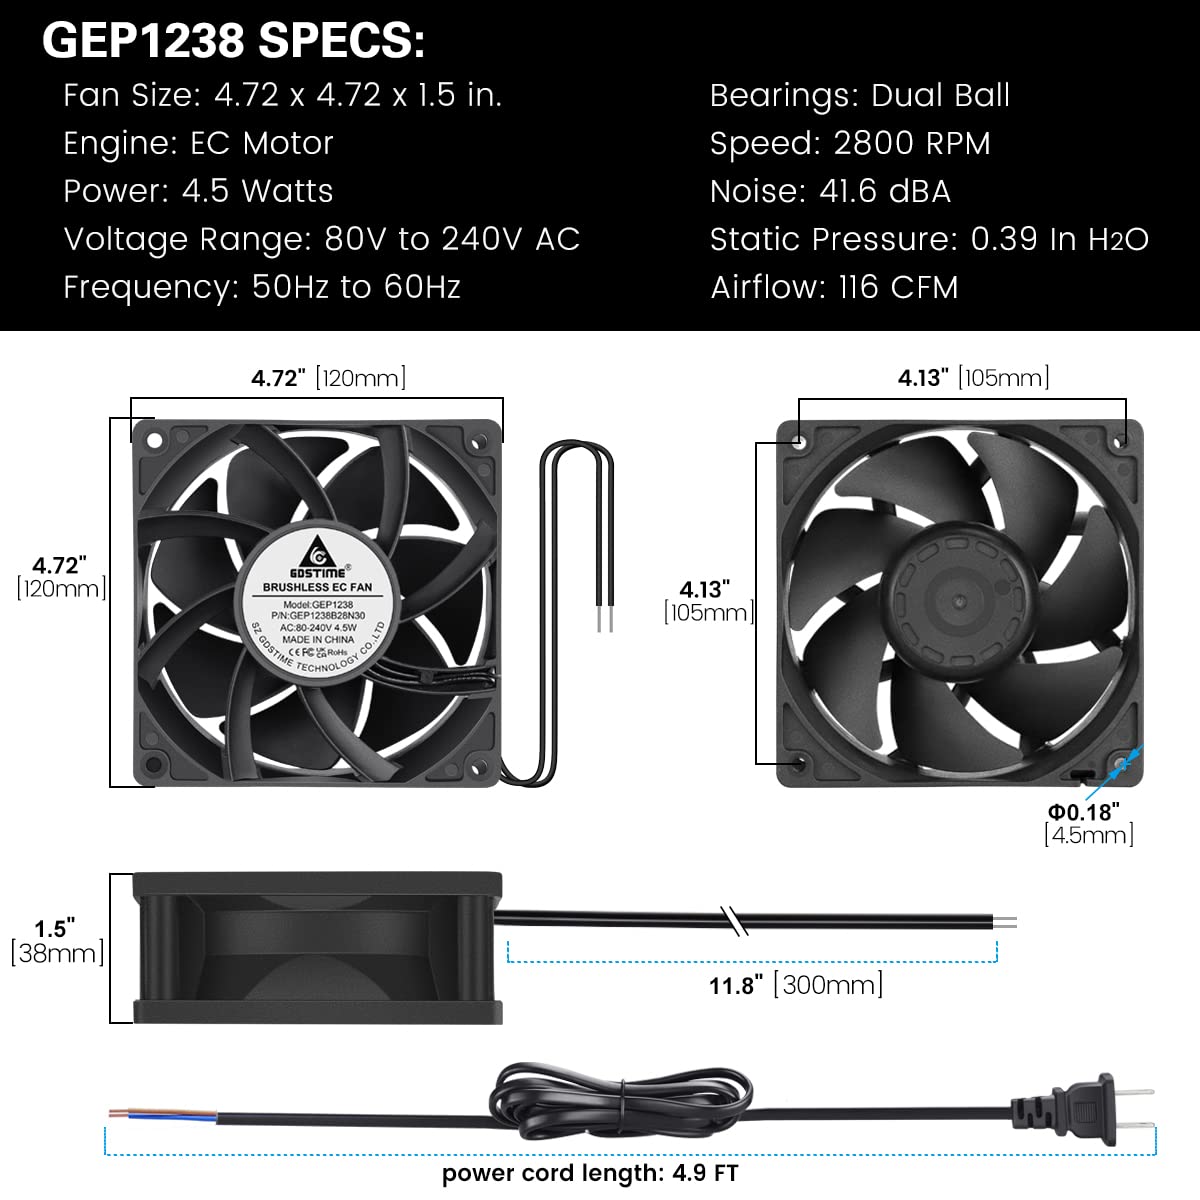 GEP1238 SPECS:
Fan Size: 4.72 x 4.72 x 1.5 in.
Engine: EC Motor
Power: 4.5 Watts
Voltage Range: 80V to 240V AC
Frequency: 50Hz to 60Hz
Bearings: Dual Ball
Speed: 2800 RPM
Noise: 41.6 dBA
Static Pressure: 0.39 In H2O
Airflow: 116 CFM
4.72" [120mm]
4.72"
[120mm]
GDSTIME®
BRUSHLESS EC FAN
Model:GEP1238
P/N:GEP1238B28N30
AC:80-240V 4.5W
MADE IN CHINA
CE FC UKCA RoHs
SZ GDSTIME TECHNOLOGY CO.,LTD
4.13" [105mm]
4.13"
[105mm]
Φ0.18"
[4.5mm]
1.5"
[38mm]
11.8" [300mm]
power cord length: 4.9 FT